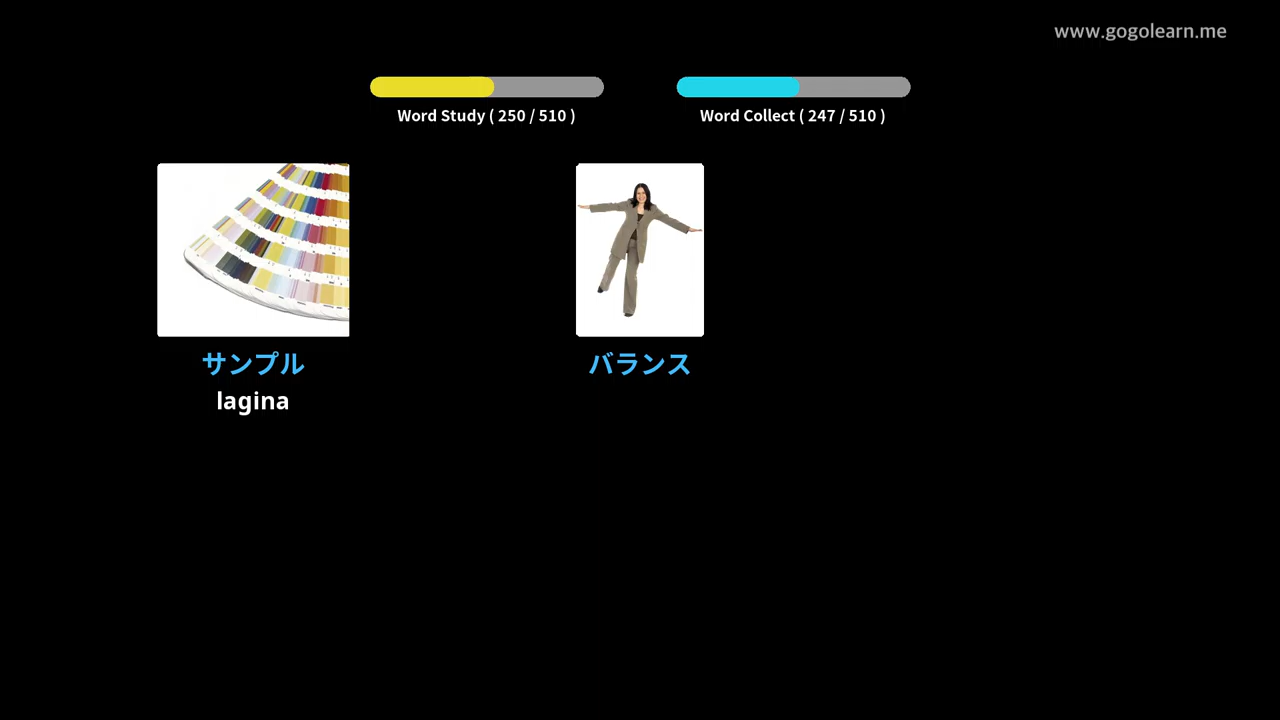 www.gogolearn.me
Word Study ( 250 / 510 )
Word Collect ( 247 / 510 )
サンプル
lagina
バランス